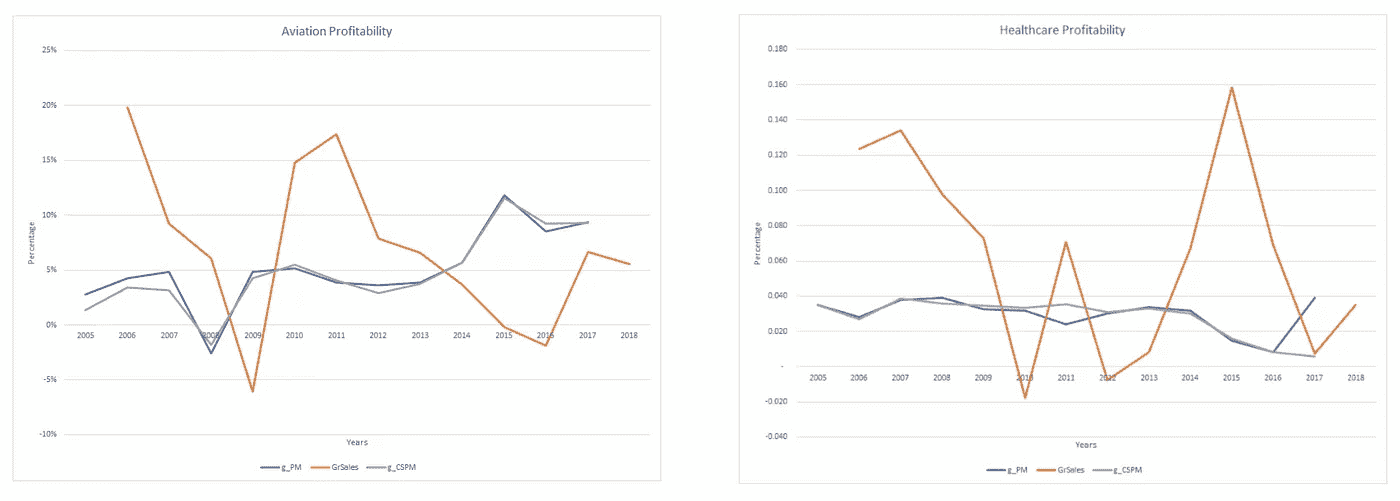 Aviation Profitability
25%
20%
15%
10%
5%
0%
-5%
-10%
Percentage
2005 2006 2007 2008 2009 2010 2011 2012 2013 2014 2015 2016 2017 2018
Years
g_PM GrSales g_CSPM
Healthcare Profitability
0.180
0.160
0.140
0.120
0.100
0.080
0.060
0.040
0.020
-
-0.020
-0.040
Percentage
2005 2006 2007 2008 2009 2010 2011 2012 2013 2014 2015 2016 2017 2018
Years
g_PM GrSales g_CSPM